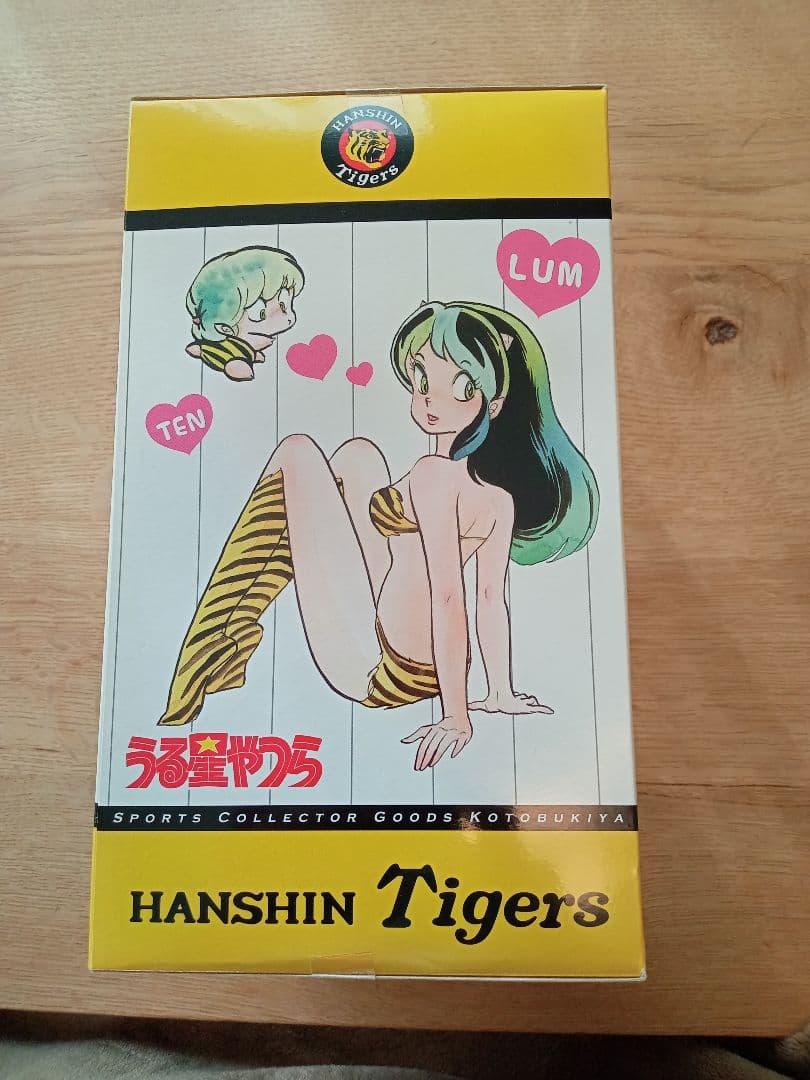 HANSHIN
Tigers
LUM
TEN
うる星やつら
SPORTS COLLECTOR GOODS KOTOBUKIYA
HANSHIN Tigers